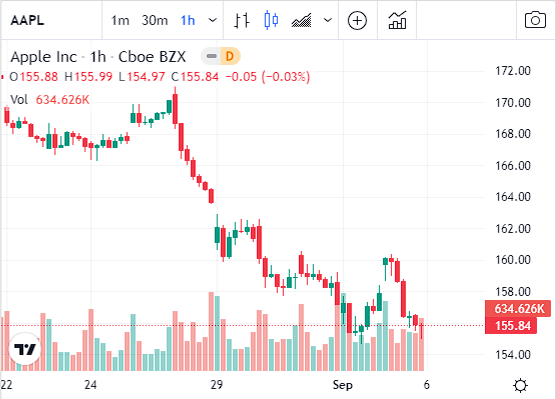 AAPL 1m 30m 1h
Apple Inc · 1h · Cboe BZX D
O155.88 H155.99 L154.97 C155.84 −0.05 (−0.03%)
Vol 634.626K
172.00
170.00
168.00
166.00
164.00
162.00
160.00
158.00
634.626K
155.84
154.00
22 24 29 Sep 6